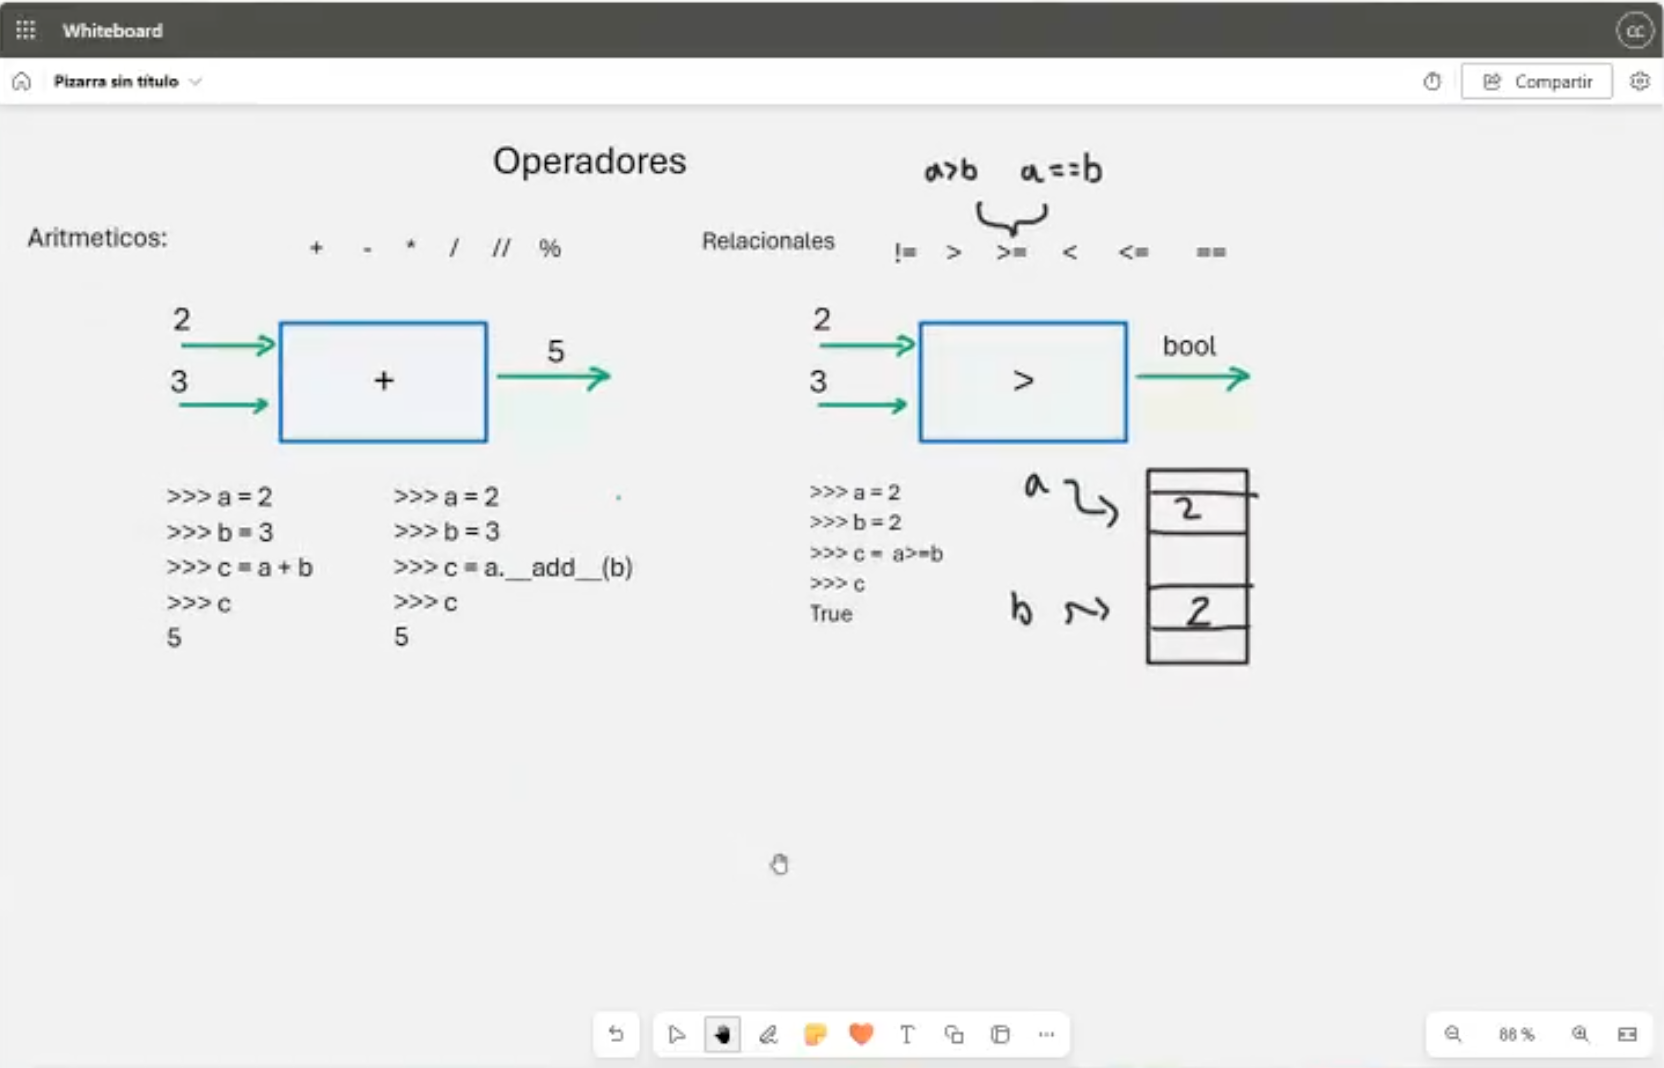 Whiteboard
CC
Pizarra sin título
Compartir
Operadores
a>b a==b
Aritmeticos: + - * / // %
Relacionales != > >= < <= ==
2
3
+
5
2
3
>
bool
>>> a = 2
>>> b = 3
>>> c = a + b
>>> c
5
>>> a = 2
>>> b = 3
>>> c = a.__add__(b)
>>> c
5
>>> a = 2
>>> b = 2
>>> c = a>=b
>>> c
True
a 2
b 2
88 %